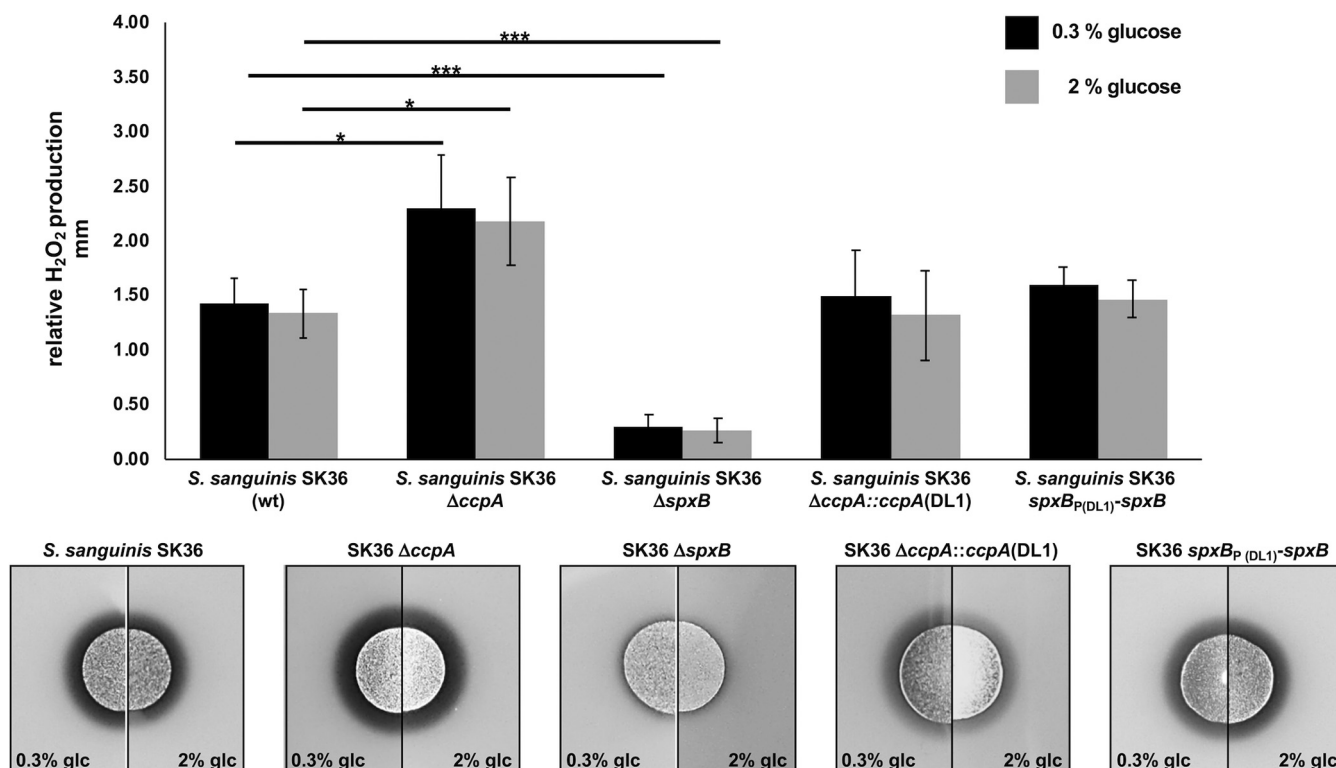 4.00
3.50
3.00
2.50
2.00
1.50
1.00
0.50
0.00
relative H₂O₂ production
mm
***
***
*
*
0.3 % glucose
2 % glucose
S. sanguinis SK36
(wt)
S. sanguinis SK36
ΔccpA
S. sanguinis SK36
ΔspxB
S. sanguinis SK36
ΔccpA::ccpA(DL1)
S. sanguinis SK36
spxBP(DL1)-spxB
S. sanguinis SK36
0.3% glc 2% glc
SK36 ΔccpA
0.3% glc 2% glc
SK36 ΔspxB
0.3% glc 2% glc
SK36 ΔccpA::ccpA(DL1)
0.3% glc 2% glc
SK36 spxBP (DL1)-spxB
0.3% glc 2% glc